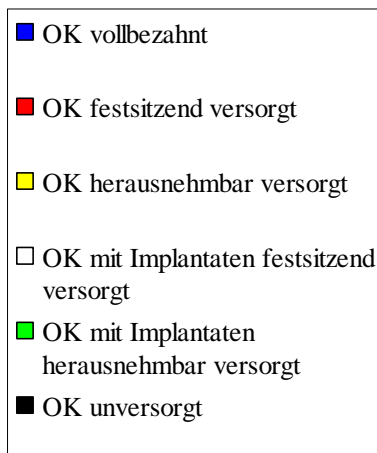 OK vollbezahnt
OK festsitzend versorgt
OK herausnehmbar versorgt
OK mit Implantaten festsitzend
versorgt
OK mit Implantaten
herausnehmbar versorgt
OK unversorgt